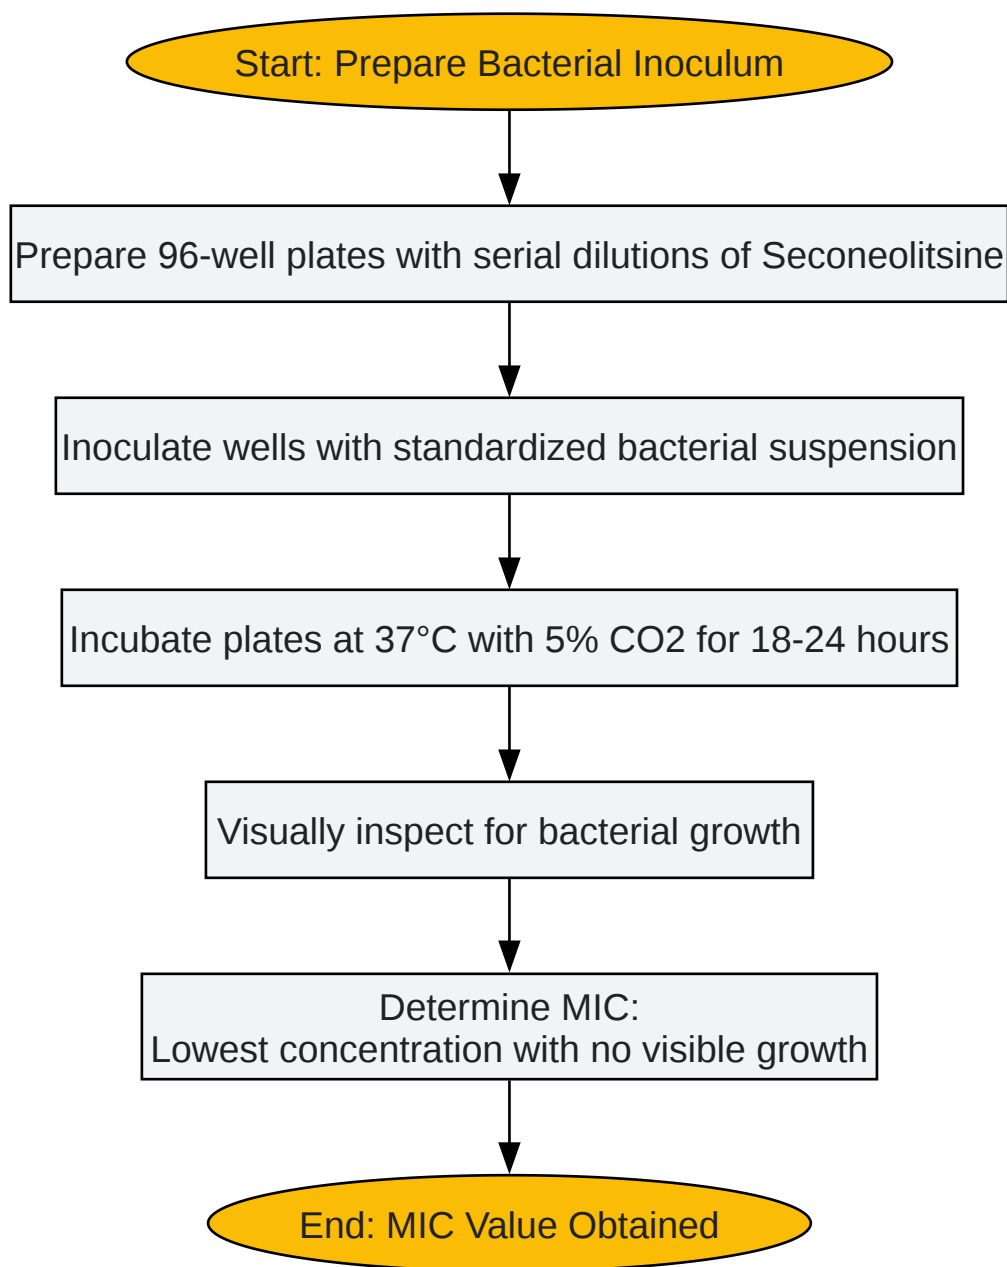 Start: Prepare Bacterial Inoculum
Prepare 96-well plates with serial dilutions of Seconeolitsine
Inoculate wells with standardized bacterial suspension
Incubate plates at 37°C with 5% CO2 for 18-24 hours
Visually inspect for bacterial growth
Determine MIC:
Lowest concentration with no visible growth
End: MIC Value Obtained